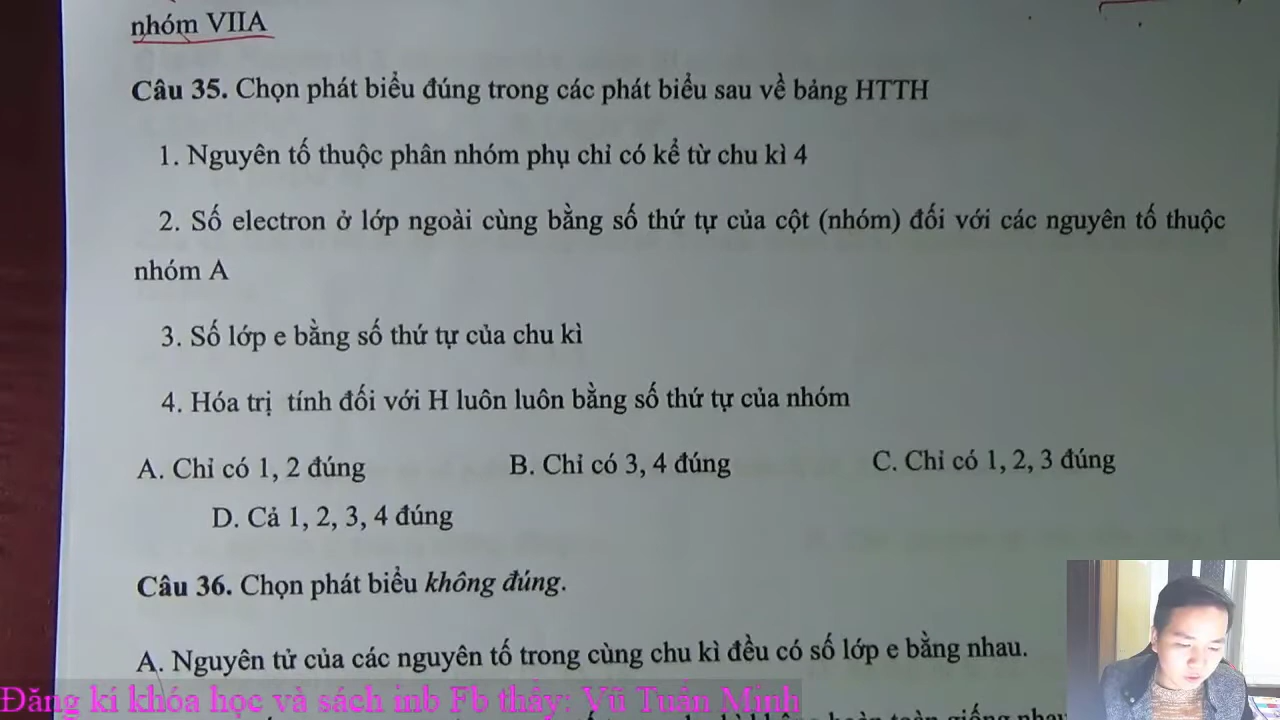 nhóm VIIA
Câu 35. Chọn phát biểu đúng trong các phát biểu sau về bảng HTTH
1. Nguyên tố thuộc phân nhóm phụ chỉ có kể từ chu kì 4
2. Số electron ở lớp ngoài cùng bằng số thứ tự của cột (nhóm) đối với các nguyên tố thuộc
nhóm A
3. Số lớp e bằng số thứ tự của chu kì
4. Hóa trị tính đối với H luôn luôn bằng số thứ tự của nhóm
A. Chỉ có 1, 2 đúng B. Chỉ có 3, 4 đúng C. Chỉ có 1, 2, 3 đúng
D. Cả 1, 2, 3, 4 đúng
Câu 36. Chọn phát biểu không đúng.
A. Nguyên tử của các nguyên tố trong cùng chu kì đều có số lớp e bằng nhau.
Đăng kí khóa học và sách inb Fb thầy: Vũ Tuấn Minh